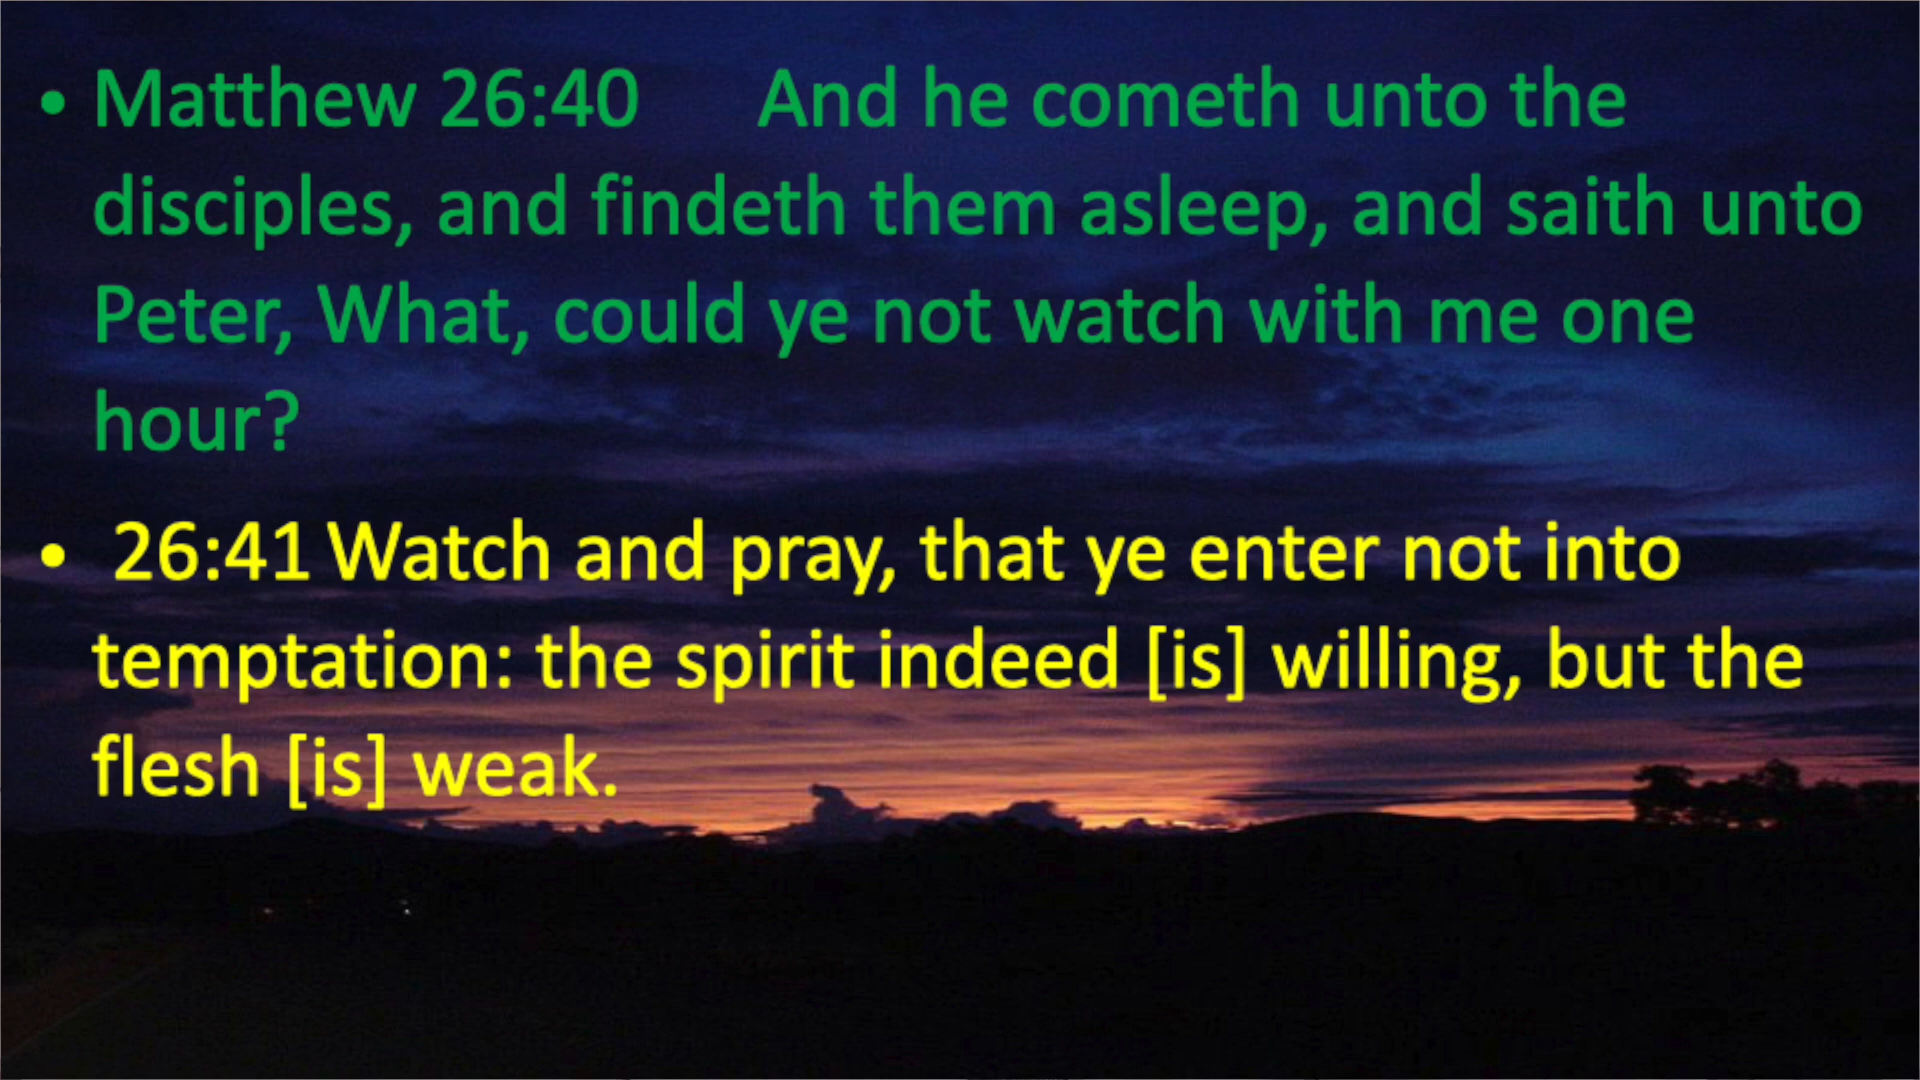 • Matthew 26:40 And he cometh unto the
disciples, and findeth them asleep, and saith unto
Peter, What, could ye not watch with me one
hour?
• 26:41 Watch and pray, that ye enter not into
temptation: the spirit indeed [is] willing, but the
flesh [is] weak.